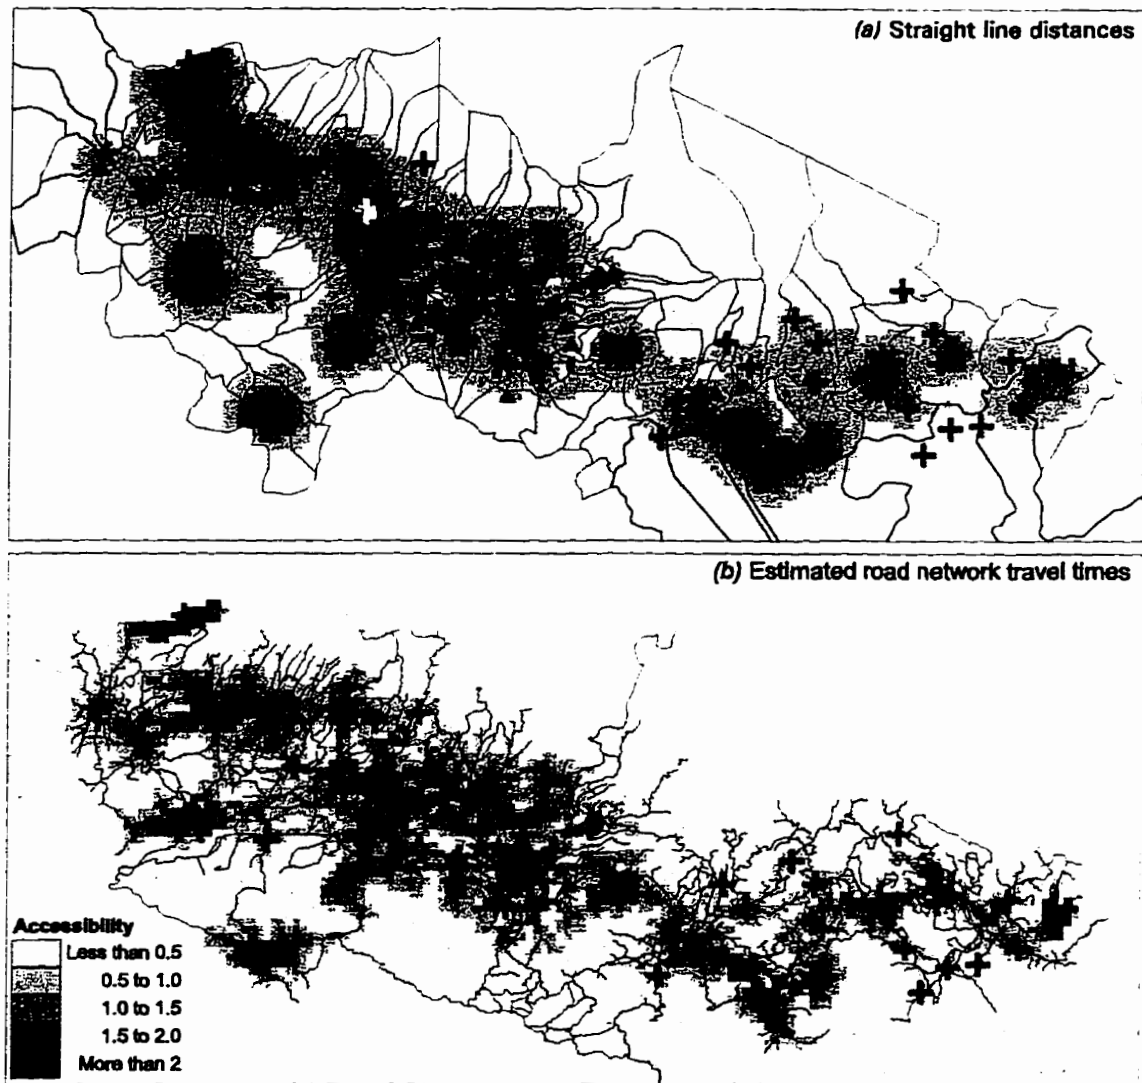 (a) Straight line distances
(b) Estimated road network travel times
Accessibility
Less than 0.5
0.5 to 1.0
1.0 to 1.5
1.5 to 2.0
More than 2